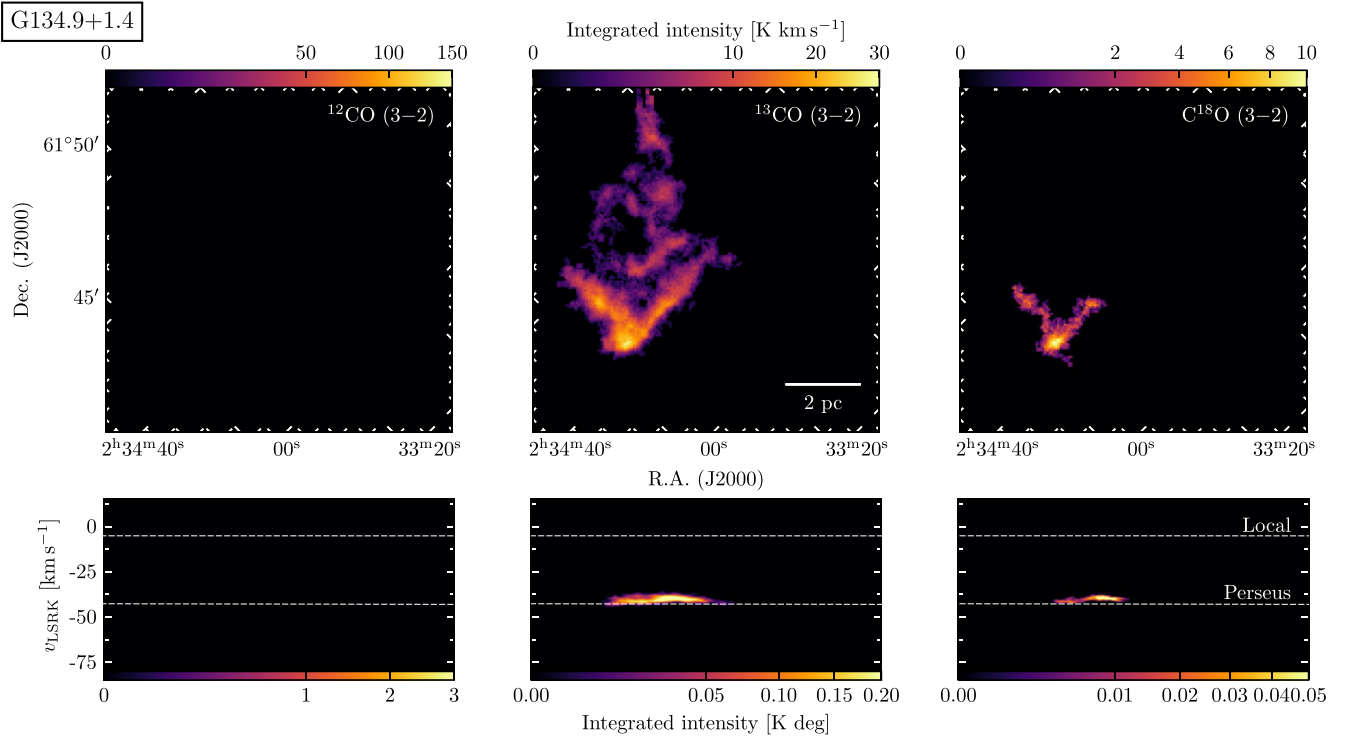 G134.9+1.4
Integrated intensity [K km s⁻¹]
0 50 100 150
0 10 20 30
0 2 4 6 8 10
¹²CO (3−2)
¹³CO (3−2)
C¹⁸O (3−2)
61°50′
45′
Dec. (J2000)
2 pc
2ʰ34ᵐ40ˢ 00ˢ 33ᵐ20ˢ
2ʰ34ᵐ40ˢ 00ˢ 33ᵐ20ˢ
2ʰ34ᵐ40ˢ 00ˢ 33ᵐ20ˢ
R.A. (J2000)
v_LSRK [km s⁻¹]
0
-25
-50
-75
Local
Perseus
0 1 2 3
0.00 0.05 0.10 0.15 0.20
0.00 0.01 0.02 0.03 0.04 0.05
Integrated intensity [K deg]